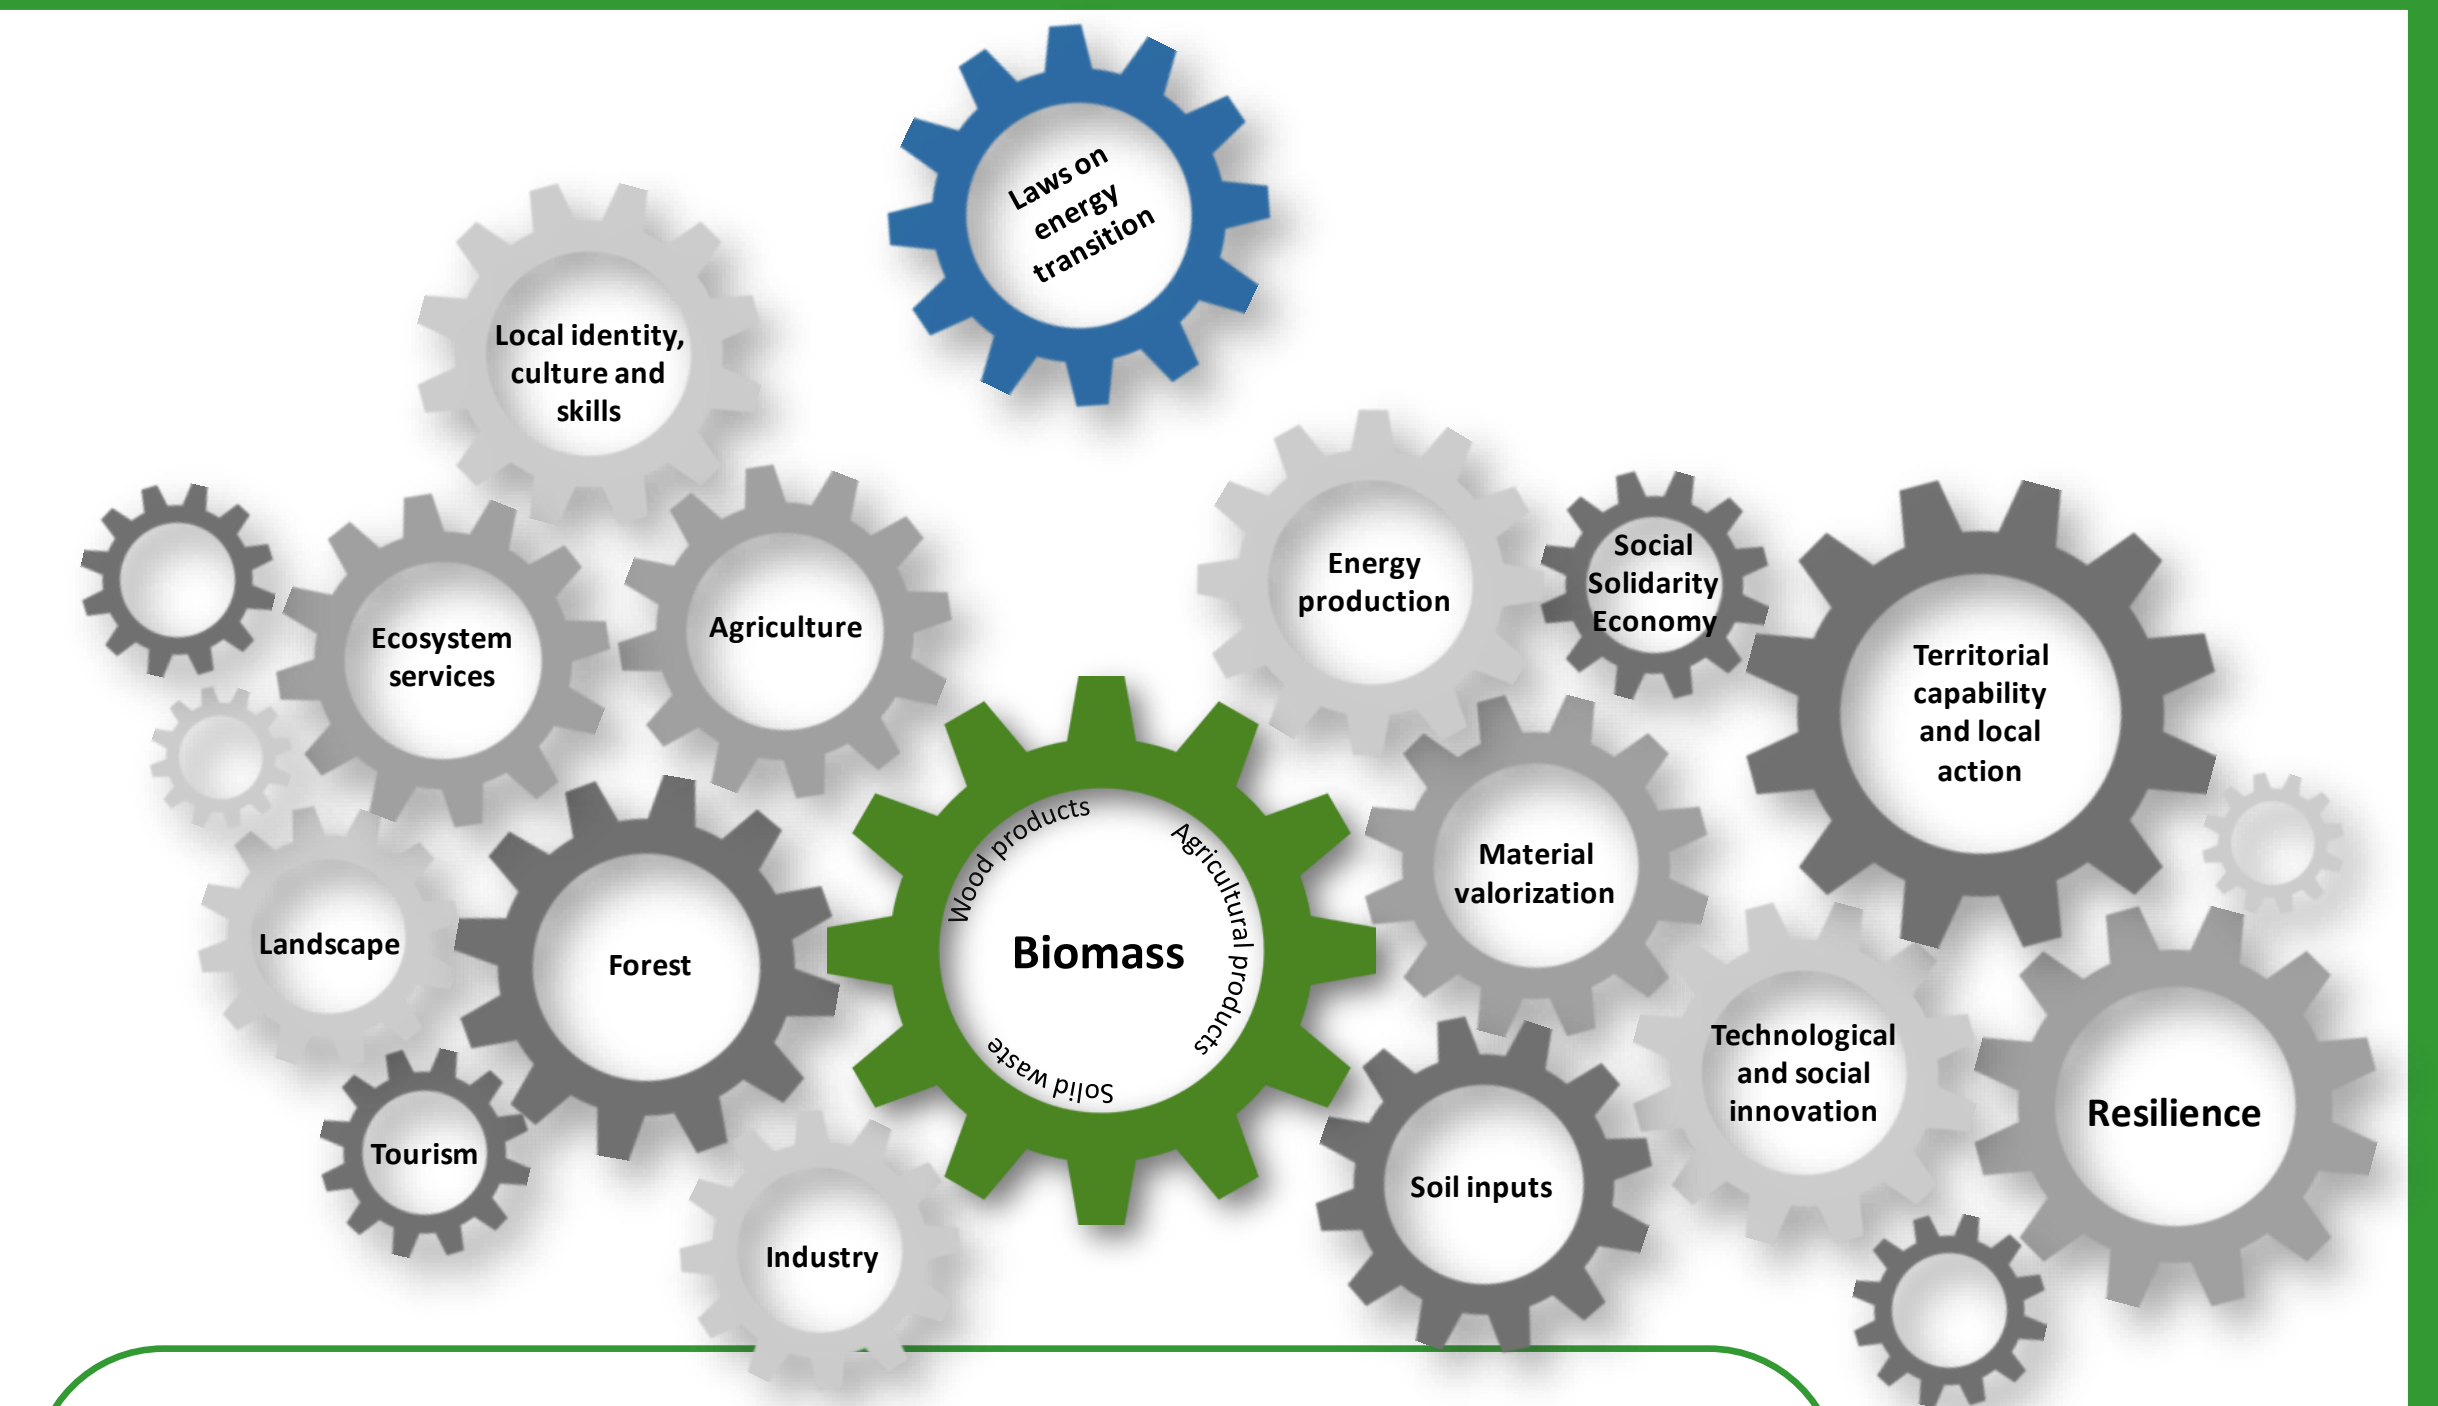 Laws on
energy
transition
Local identity,
culture and
skills
Ecosystem
services
Agriculture
Energy
production
Social
Solidarity
Economy
Territorial
capability
and local
action
Landscape
Forest
Wood products
Agricultural products
Solid waste
Biomass
Material
valorization
Technological
and social
innovation
Resilience
Tourism
Industry
Soil inputs